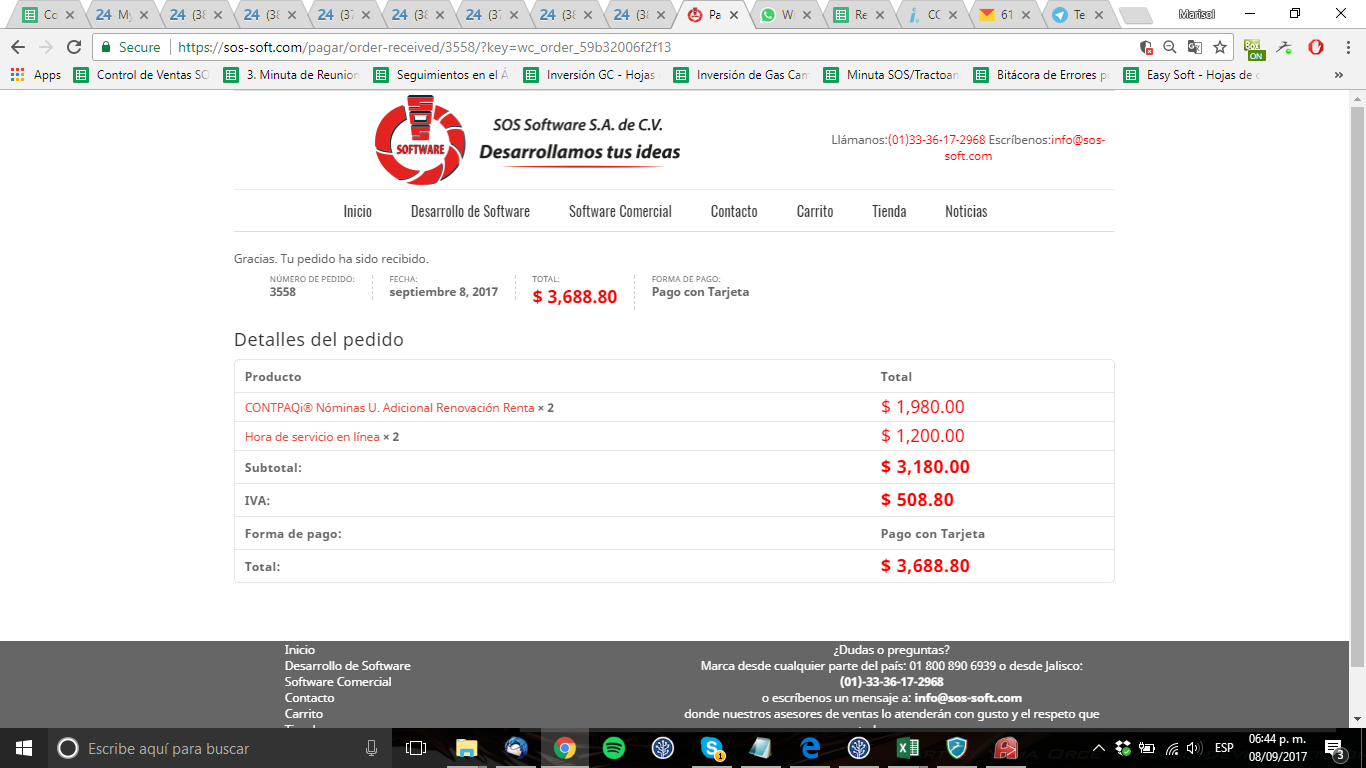 Co
24 My
24 (38
24 (38
24 (37
24 (38
24 (37
24 (38
24 (38
Pa
Re
CC
61
Te
Marisol
Secure https://sos-soft.com/pagar/order-received/3558/?key=wc_order_59b32006f2f13
ON
Apps Control de Ventas SO 3. Minuta de Reunion Seguimientos en el Á Inversión GC - Hojas Inversión de Gas Cam Minuta SOS/Tractoan Bitácora de Errores Easy Soft - Hojas de c »
SOFTWARE
SOS Software S.A. de C.V.
Desarrollamos tus ideas
Llámanos:(01)33-36-17-2968 Escríbenos:info@sos-
soft.com
Inicio Desarrollo de Software Software Comercial Contacto Carrito Tienda Noticias
Gracias. Tu pedido ha sido recibido.
NÚMERO DE PEDIDO: FECHA: TOTAL: FORMA DE PAGO:
3558 septiembre 8, 2017 $ 3,688.80 Pago con Tarjeta
Detalles del pedido
Producto Total
CONTPAQi® Nóminas U. Adicional Renovación Renta × 2 $ 1,980.00
Hora de servicio en línea × 2 $ 1,200.00
Subtotal: $ 3,180.00
IVA: $ 508.80
Forma de pago: Pago con Tarjeta
Total: $ 3,688.80
Inicio
Desarrollo de Software
Software Comercial
Contacto
Carrito
¿Dudas o preguntas?
Marca desde cualquier parte del país: 01 800 890 6939 o desde Jalisco:
(01)-33-36-17-2968
o escríbenos un mensaje a: info@sos-soft.com
donde nuestros asesores de ventas lo atenderán con gusto y el respeto que
Escribe aquí para buscar
1
ESP
06:44 p. m.
08/09/2017
3